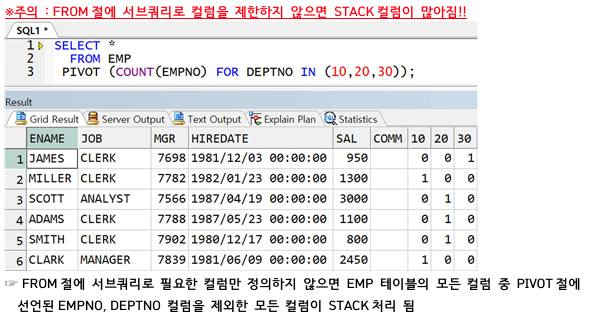 ※주의 : FROM 절에 서브쿼리로 컬럼을 제한하지 않으면 STACK 컬럼이 많아짐!!
SQL1 *
1 SELECT *
2 FROM EMP
3 PIVOT (COUNT(EMPNO) FOR DEPTNO IN (10,20,30));
Result
Grid Result Server Output Text Output Explain Plan Statistics
ENAME JOB MGR HIREDATE SAL COMM 10 20 30
1 JAMES CLERK 7698 1981/12/03 00:00:00 950 0 0 1
2 MILLER CLERK 7782 1982/01/23 00:00:00 1300 1 0 0
3 SCOTT ANALYST 7566 1987/04/19 00:00:00 3000 0 1 0
4 ADAMS CLERK 7788 1987/05/23 00:00:00 1100 0 1 0
5 SMITH CLERK 7902 1980/12/17 00:00:00 800 0 1 0
6 CLARK MANAGER 7839 1981/06/09 00:00:00 2450 1 0 0
☞ FROM 절에 서브쿼리로 필요한 컬럼만 정의하지 않으면 EMP 테이블의 모든 컬럼 중 PIVOT 절에
선언된 EMPNO, DEPTNO 컬럼을 제외한 모든 컬럼이 STACK 처리 됨